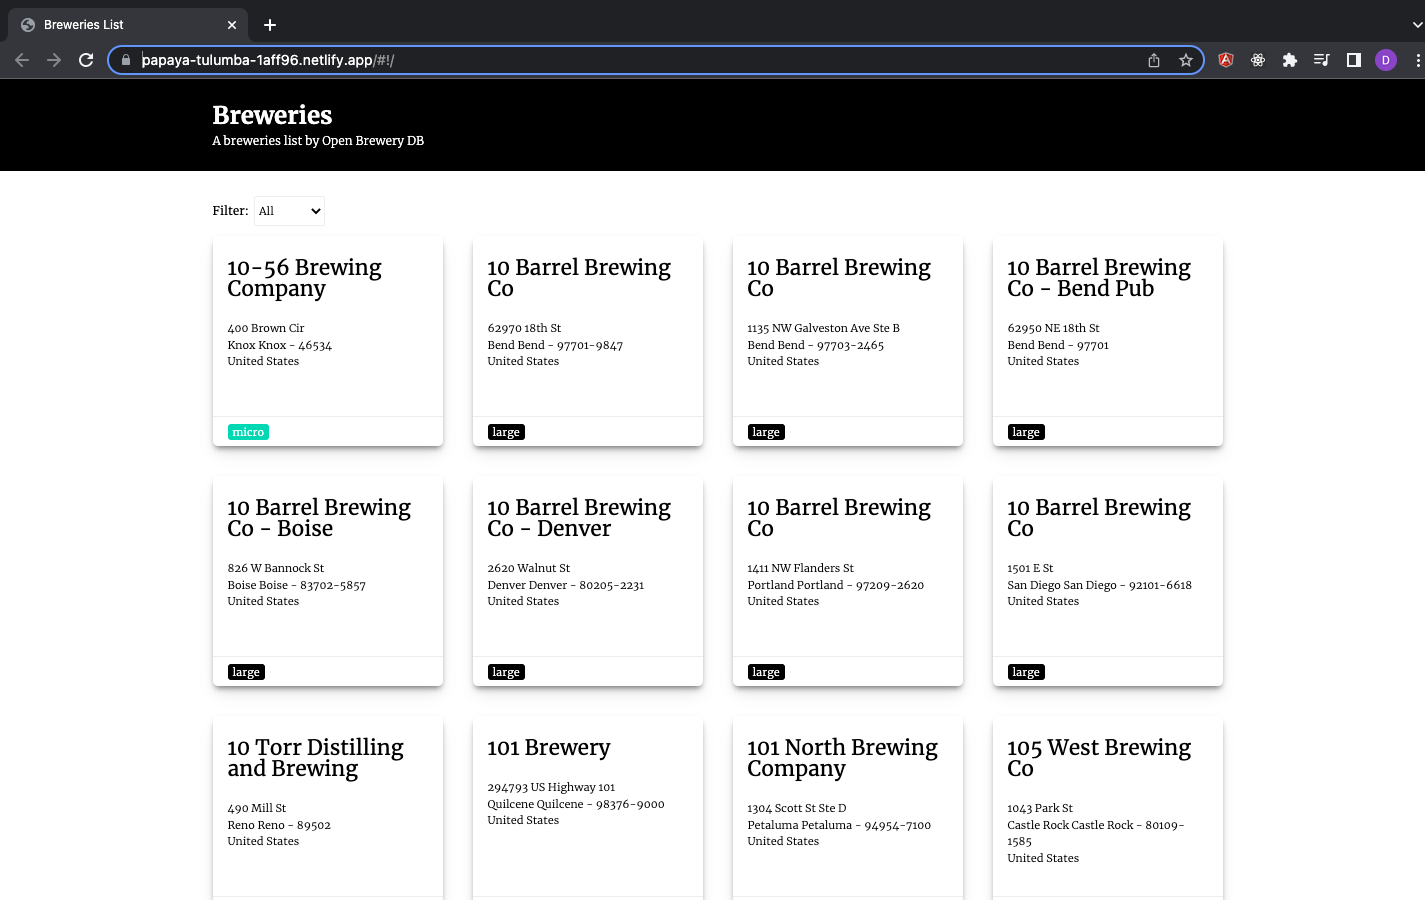 Breweries List
papaya-tulumba-1aff96.netlify.app/#!/
D
Breweries
A breweries list by Open Brewery DB
Filter: All
10-56 Brewing
Company
400 Brown Cir
Knox Knox - 46534
United States
micro
10 Barrel Brewing
Co
62970 18th St
Bend Bend - 97701-9847
United States
large
10 Barrel Brewing
Co
1135 NW Galveston Ave Ste B
Bend Bend - 97703-2465
United States
large
10 Barrel Brewing
Co - Bend Pub
62950 NE 18th St
Bend Bend - 97701
United States
large
10 Barrel Brewing
Co - Boise
826 W Bannock St
Boise Boise - 83702-5857
United States
large
10 Barrel Brewing
Co - Denver
2620 Walnut St
Denver Denver - 80205-2231
United States
large
10 Barrel Brewing
Co
1411 NW Flanders St
Portland Portland - 97209-2620
United States
large
10 Barrel Brewing
Co
1501 E St
San Diego San Diego - 92101-6618
United States
large
10 Torr Distilling
and Brewing
490 Mill St
Reno Reno - 89502
United States
101 Brewery
294793 US Highway 101
Quilcene Quilcene - 98376-9000
United States
101 North Brewing
Company
1304 Scott St Ste D
Petaluma Petaluma - 94954-7100
United States
105 West Brewing
Co
1043 Park St
Castle Rock Castle Rock - 80109-
1585
United States